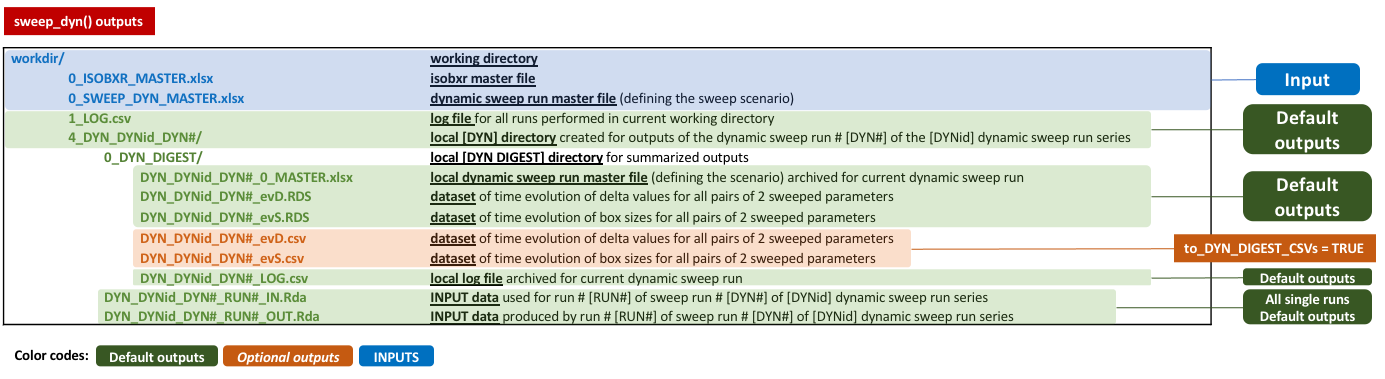 sweep_dyn() outputs
workdir/ working directory
0_ISOBXR_MASTER.xlsx isobxr master file
0_SWEEP_DYN_MASTER.xlsx dynamic sweep run master file (defining the sweep scenario)
Input
1_LOG.csv log file for all runs performed in current working directory
4_DYN_DYNid_DYN#/ local [DYN] directory created for outputs of the dynamic sweep run # [DYN#] of the [DYNid] dynamic sweep run series
Default
outputs
0_DYN_DIGEST/ local [DYN DIGEST] directory for summarized outputs
DYN_DYNid_DYN#_0_MASTER.xlsx local dynamic sweep run master file (defining the scenario) archived for current dynamic sweep run
DYN_DYNid_DYN#_evD.RDS dataset of time evolution of delta values for all pairs of 2 sweeped parameters
DYN_DYNid_DYN#_evS.RDS dataset of time evolution of box sizes for all pairs of 2 sweeped parameters
Default
outputs
DYN_DYNid_DYN#_evD.csv dataset of time evolution of delta values for all pairs of 2 sweeped parameters
DYN_DYNid_DYN#_evS.csv dataset of time evolution of box sizes for all pairs of 2 sweeped parameters
to_DYN_DIGEST_CSVs = TRUE
DYN_DYNid_DYN#_LOG.csv local log file archived for current dynamic sweep run
Default outputs
DYN_DYNid_DYN#_RUN#_IN.Rda INPUT data used for run # [RUN#] of sweep run # [DYN#] of [DYNid] dynamic sweep run series
DYN_DYNid_DYN#_RUN#_OUT.Rda INPUT data produced by run # [RUN#] of sweep run # [DYN#] of [DYNid] dynamic sweep run series
All single runs
Default outputs
Color codes: Default outputs Optional outputs INPUTS